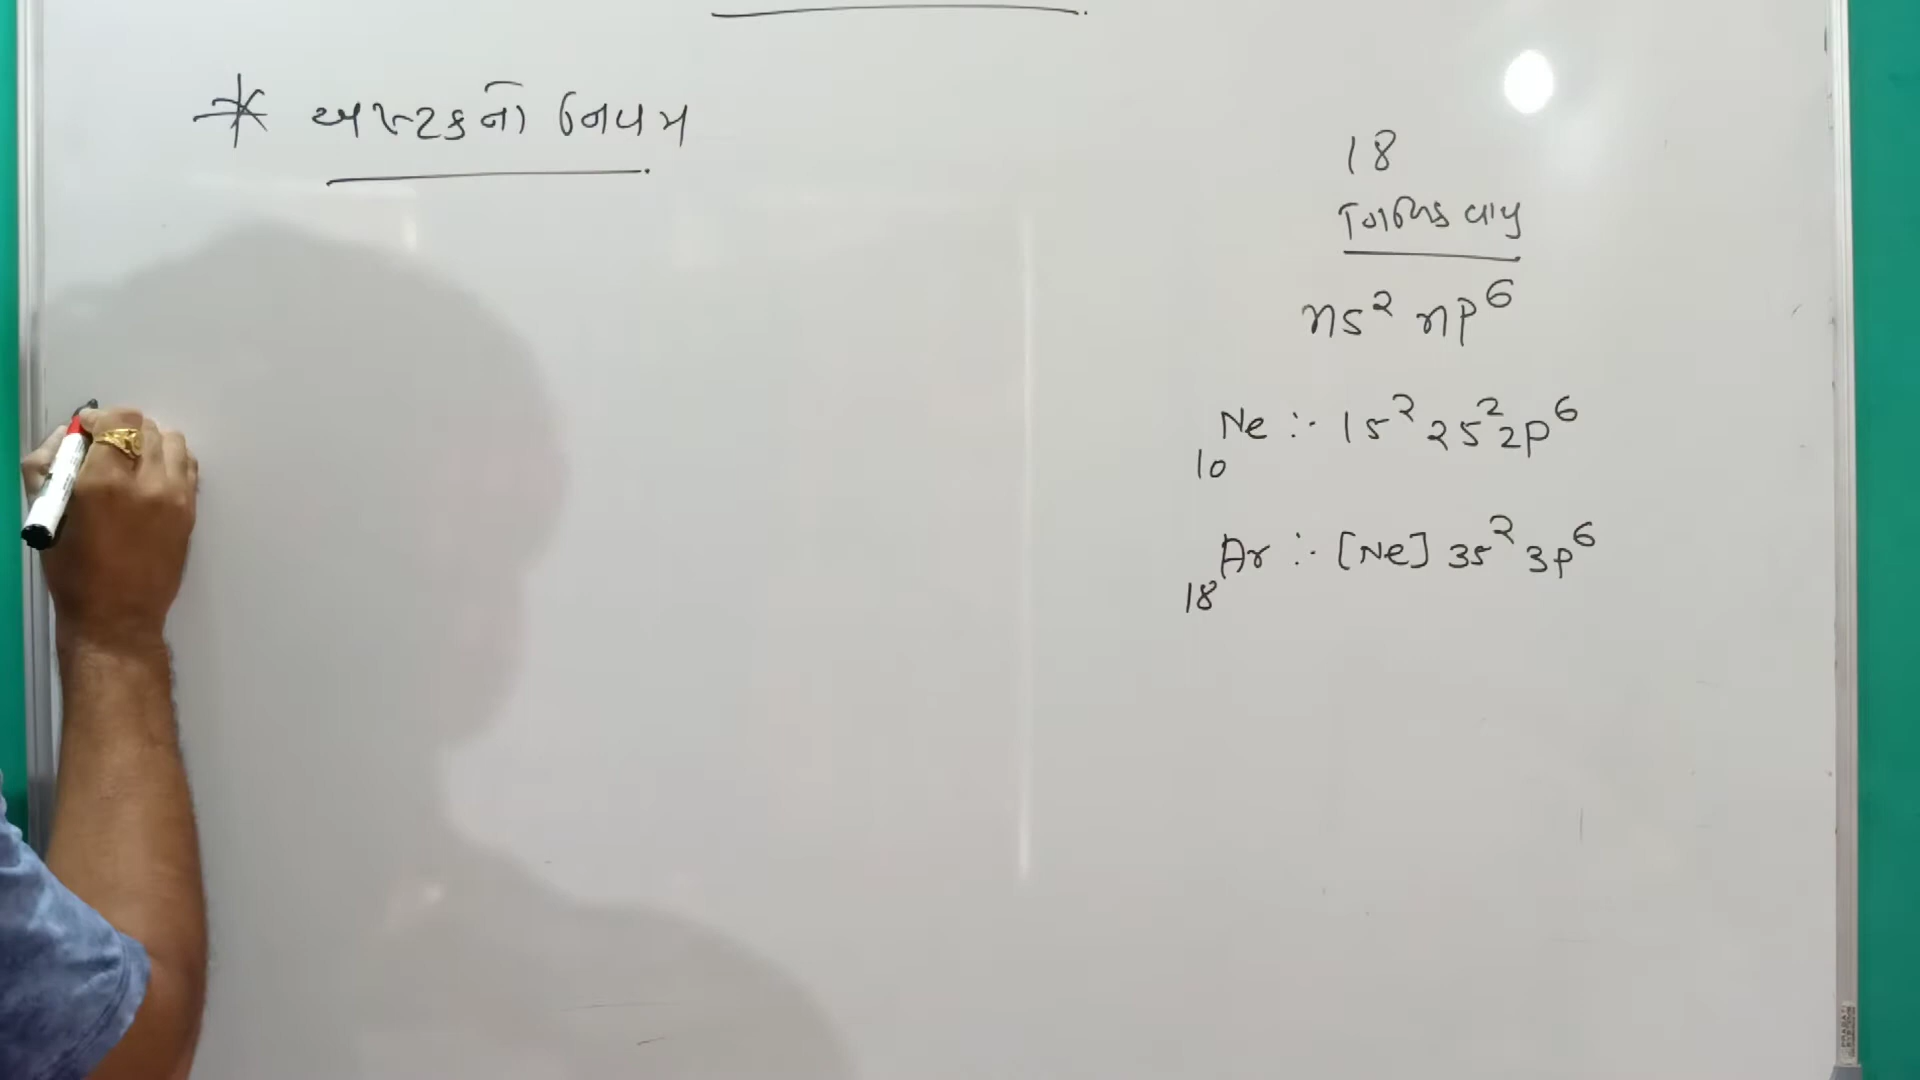 * અષ્ટકનો નિયમ
18
નિષ્ક્રિય વાયુ
ns² np⁶
₁₀Ne :- 1s² 2s² 2p⁶
₁₈Ar :- [Ne] 3s² 3p⁶